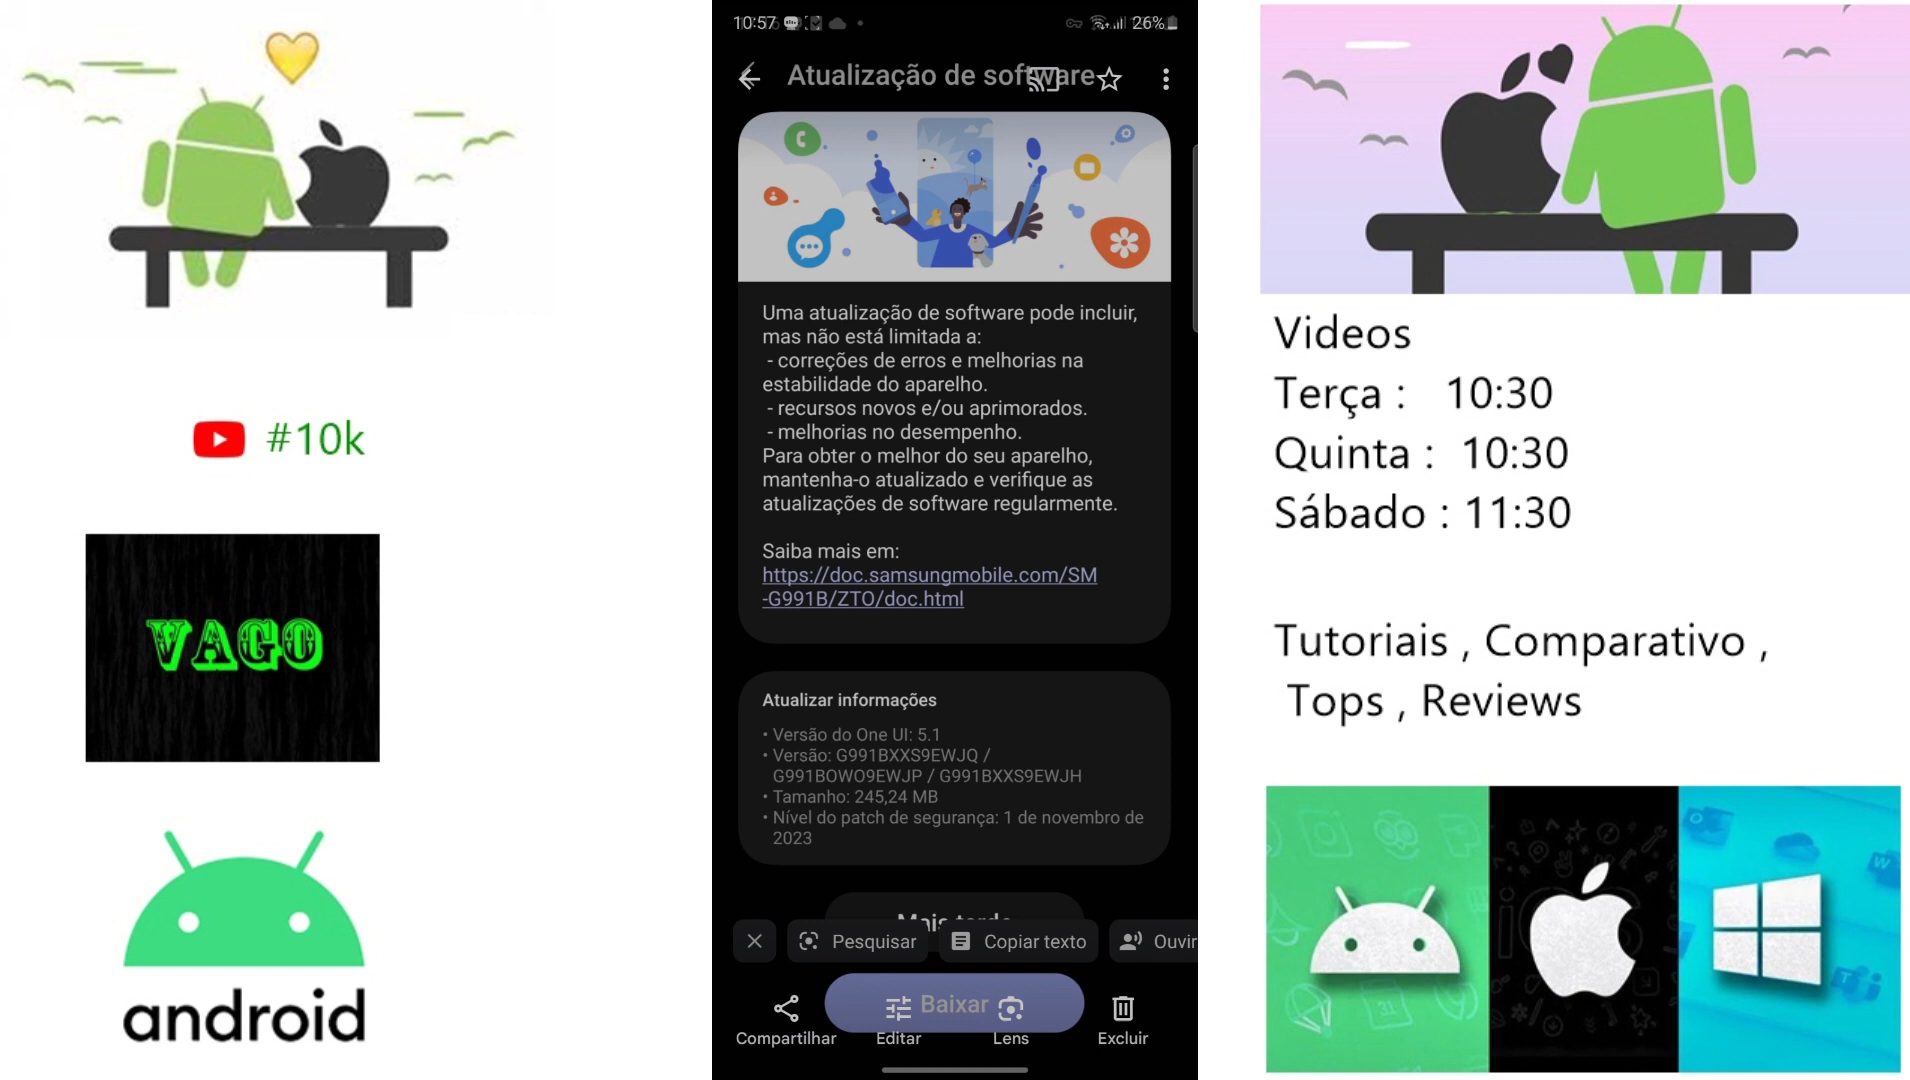 #10k
VAGO
android
10:57
26%
Atualização de software
Uma atualização de software pode incluir,
mas não está limitada a:
- correções de erros e melhorias na
estabilidade do aparelho.
- recursos novos e/ou aprimorados.
- melhorias no desempenho.
Para obter o melhor do seu aparelho,
mantenha-o atualizado e verifique as
atualizações de software regularmente.
Saiba mais em:
https://doc.samsungmobile.com/SM
-G991B/ZTO/doc.html
Atualizar informações
• Versão do One UI: 5.1
• Versão: G991BXXS9EWJQ /
G991BOWO9EWJP / G991BXXS9EWJH
• Tamanho: 245,24 MB
• Nível do patch de segurança: 1 de novembro de
2023
Mais tarde
Pesquisar
Copiar texto
Ouvir
Baixar
Compartilhar
Editar
Lens
Excluir
Videos
Terça : 10:30
Quinta : 10:30
Sábado : 11:30
Tutoriais , Comparativo ,
Tops , Reviews